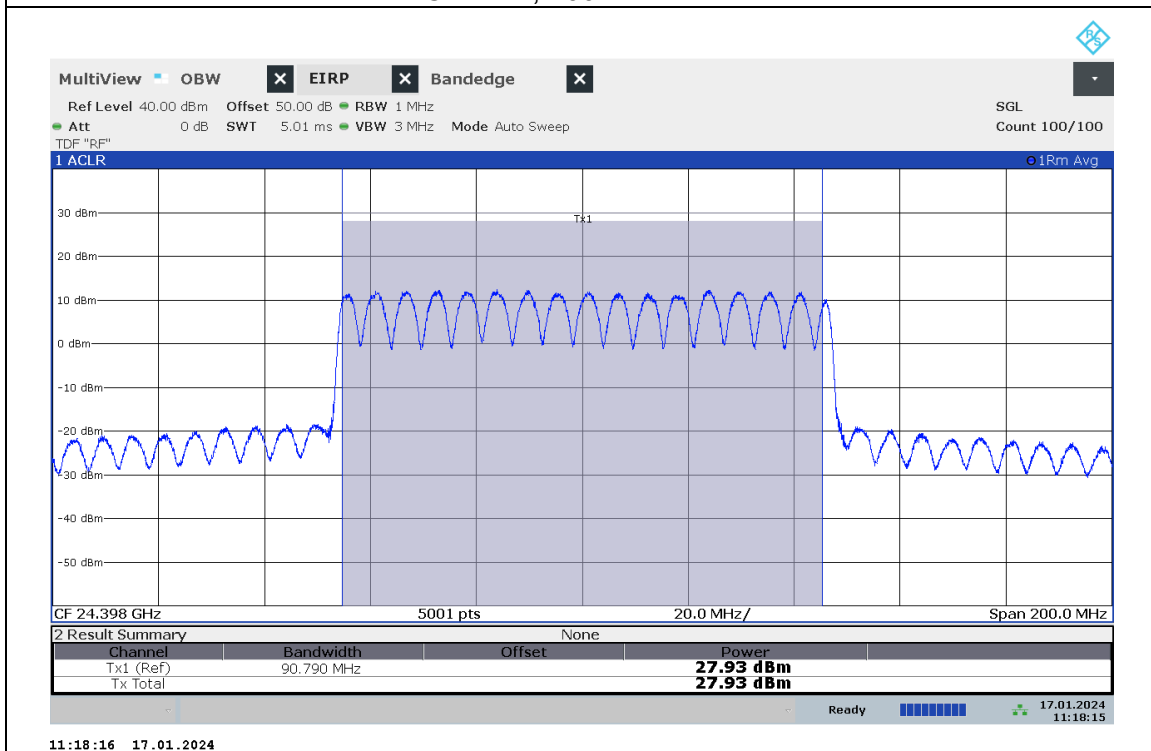 R&S
MultiView OBW X EIRP X Bandedge X
Ref Level 40.00 dBm Offset 50.00 dB RBW 1 MHz SGL
Att 0 dB SWT 5.01 ms VBW 3 MHz Mode Auto Sweep Count 100/100
TDF "RF"
1 ACLR 1Rm Avg
30 dBm
Tx1
20 dBm
10 dBm
0 dBm
-10 dBm
-20 dBm
-30 dBm
-40 dBm
-50 dBm
CF 24.398 GHz 5001 pts 20.0 MHz/ Span 200.0 MHz
2 Result Summary None
Channel Bandwidth Offset Power
Tx1 (Ref) 90.790 MHz 27.93 dBm
Tx Total 27.93 dBm
Ready 17.01.2024
11:18:15
11:18:16 17.01.2024